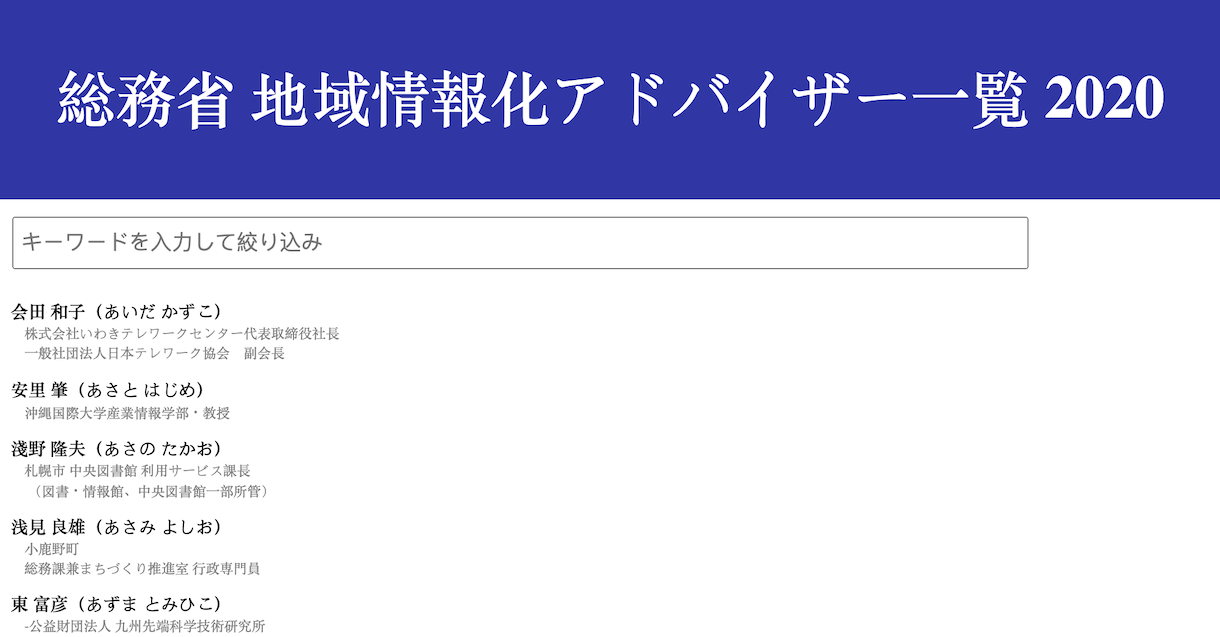 総務省 地域情報化アドバイザー一覧 2020
キーワードを入力して絞り込み
会田 和子（あいだ かずこ）
株式会社いわきテレワークセンター代表取締役社長
一般社団法人日本テレワーク協会　副会長
安里 肇（あさと はじめ）
沖縄国際大学産業情報学部・教授
淺野 隆夫（あさの たかお）
札幌市 中央図書館 利用サービス課長
（図書・情報館、中央図書館一部所管）
浅見 良雄（あさみ よしお）
小鹿野町
総務課兼まちづくり推進室 行政専門員
東 富彦（あずま とみひこ）
-公益財団法人 九州先端科学技術研究所